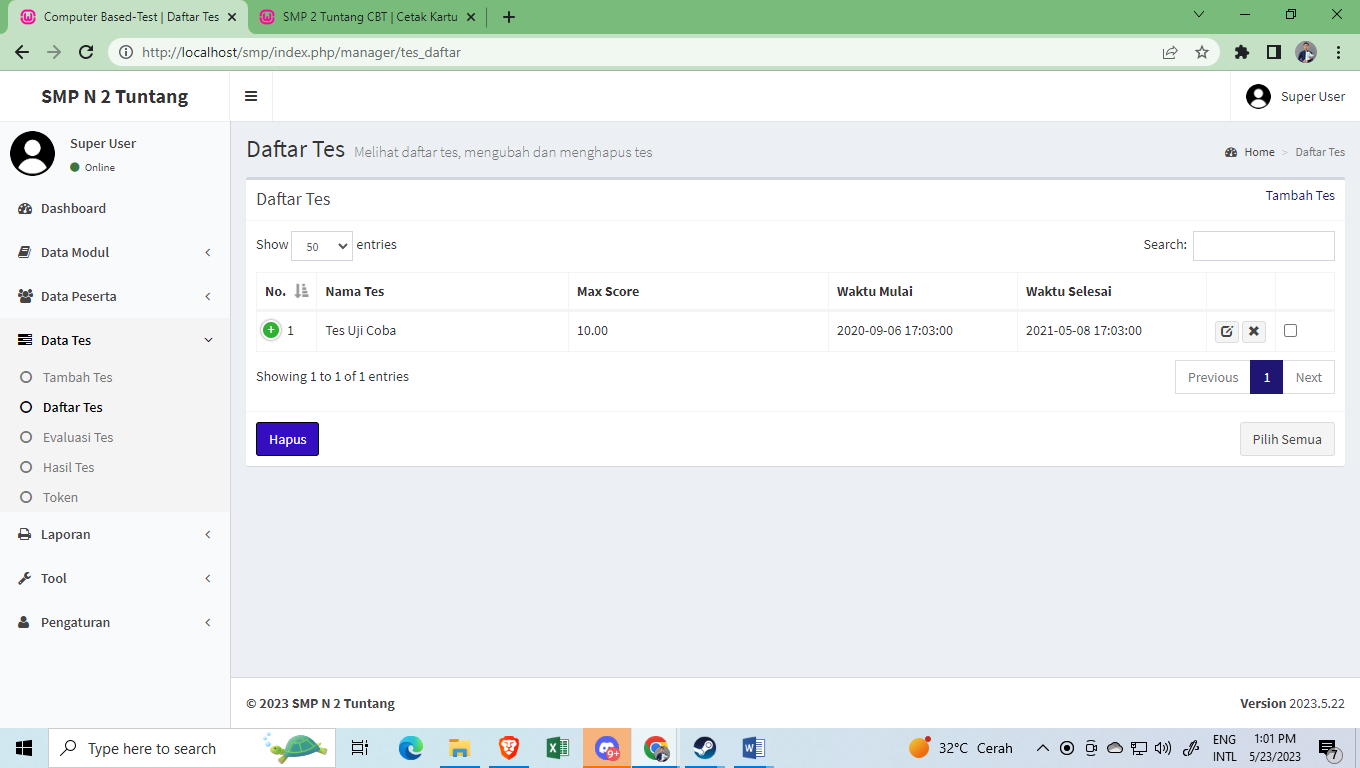 Computer Based-Test | Daftar Tes
SMP 2 Tuntang CBT | Cetak Kartu
http://localhost/smp/index.php/manager/tes_daftar
SMP N 2 Tuntang
Super User
Super User
Online
Dashboard
Data Modul
Data Peserta
Data Tes
Tambah Tes
Daftar Tes
Evaluasi Tes
Hasil Tes
Token
Laporan
Tool
Pengaturan
Daftar Tes Melihat daftar tes, mengubah dan menghapus tes
Home > Daftar Tes
Daftar Tes
Tambah Tes
Show 50 entries
Search:
No. Nama Tes Max Score Waktu Mulai Waktu Selesai
1 Tes Uji Coba 10.00 2020-09-06 17:03:00 2021-05-08 17:03:00
Showing 1 to 1 of 1 entries
Previous 1 Next
Hapus
Pilih Semua
© 2023 SMP N 2 Tuntang
Version 2023.5.22
Type here to search
9+
32°C Cerah
ENG
INTL
1:01 PM
5/23/2023
7